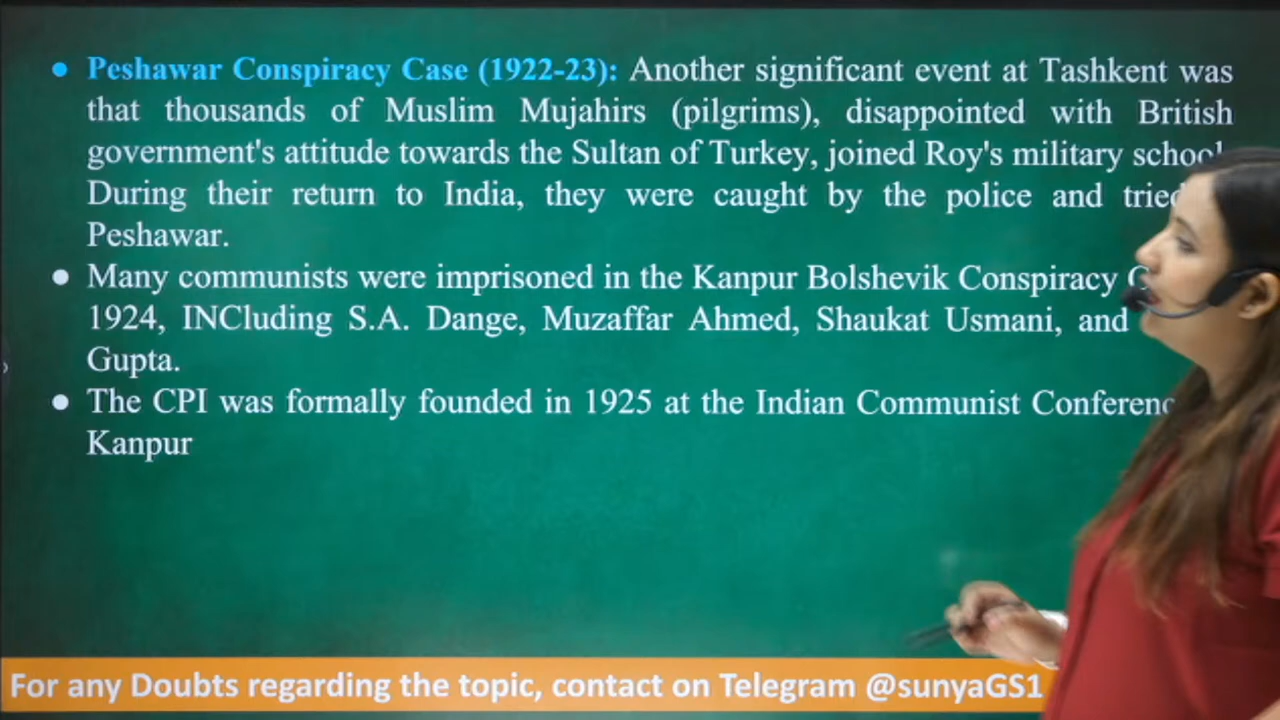 ● Peshawar Conspiracy Case (1922-23): Another significant event at Tashkent was
that thousands of Muslim Mujahirs (pilgrims), disappointed with British
government's attitude towards the Sultan of Turkey, joined Roy's military school
During their return to India, they were caught by the police and tried
Peshawar.
● Many communists were imprisoned in the Kanpur Bolshevik Conspiracy
1924, INCluding S.A. Dange, Muzaffar Ahmed, Shaukat Usmani, and
Gupta.
● The CPI was formally founded in 1925 at the Indian Communist
Kanpur
For any Doubts regarding the topic, contact on Telegram @sunyaGS1